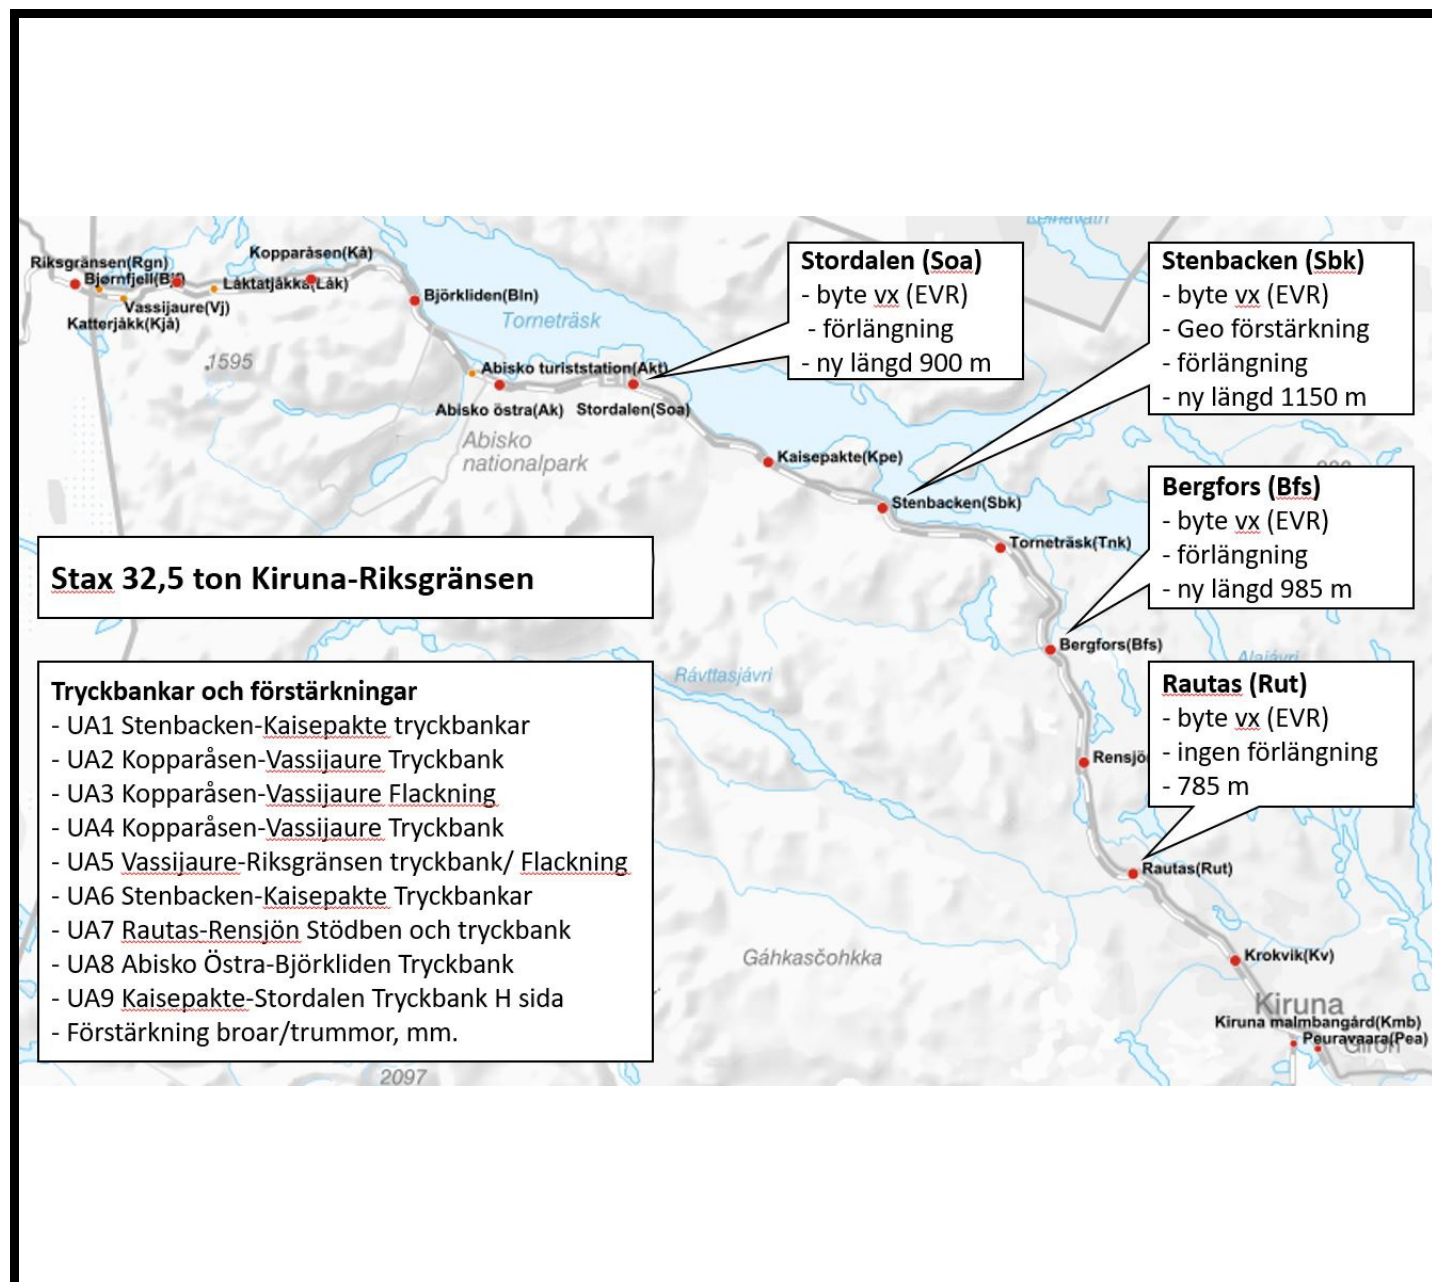 Leinavatn
Riksgränsen(Rgn)
Bjørnfjell(Bjf)
Vassijaure(Vj)
Katterjåkk(Kjå)
Kopparåsen(Kå)
Låktatjåkka(Låk)
Björkliden(Bln)
Torneträsk
1595
Abisko turiststation(Akt)
Abisko östra(Ak)
Stordalen(Soa)
Abisko
nationalpark
Kaisepakte(Kpe)
Stenbacken(Sbk)
Torneträsk(Tnk)
Bergfors(Bfs)
Alajávri
Rávttasjávri
Rensjö
Rautas(Rut)
Gáhkasčohkka
Krokvik(Kv)
Kiruna
Kiruna malmbangård(Kmb)
Peuravaara(Pea)
Giron
2097
Stordalen (Soa)
- byte vx (EVR)
- förlängning
- ny längd 900 m
Stenbacken (Sbk)
- byte vx (EVR)
- Geo förstärkning
- förlängning
- ny längd 1150 m
Bergfors (Bfs)
- byte vx (EVR)
- förlängning
- ny längd 985 m
Rautas (Rut)
- byte vx (EVR)
- ingen förlängning
- 785 m
Stax 32,5 ton Kiruna-Riksgränsen
Tryckbankar och förstärkningar
- UA1 Stenbacken-Kaisepakte tryckbankar
- UA2 Kopparåsen-Vassijaure Tryckbank
- UA3 Kopparåsen-Vassijaure Flackning
- UA4 Kopparåsen-Vassijaure Tryckbank
- UA5 Vassijaure-Riksgränsen tryckbank/ Flackning
- UA6 Stenbacken-Kaisepakte Tryckbankar
- UA7 Rautas-Rensjön Stödben och tryckbank
- UA8 Abisko Östra-Björkliden Tryckbank
- UA9 Kaisepakte-Stordalen Tryckbank H sida
- Förstärkning broar/trummor, mm.